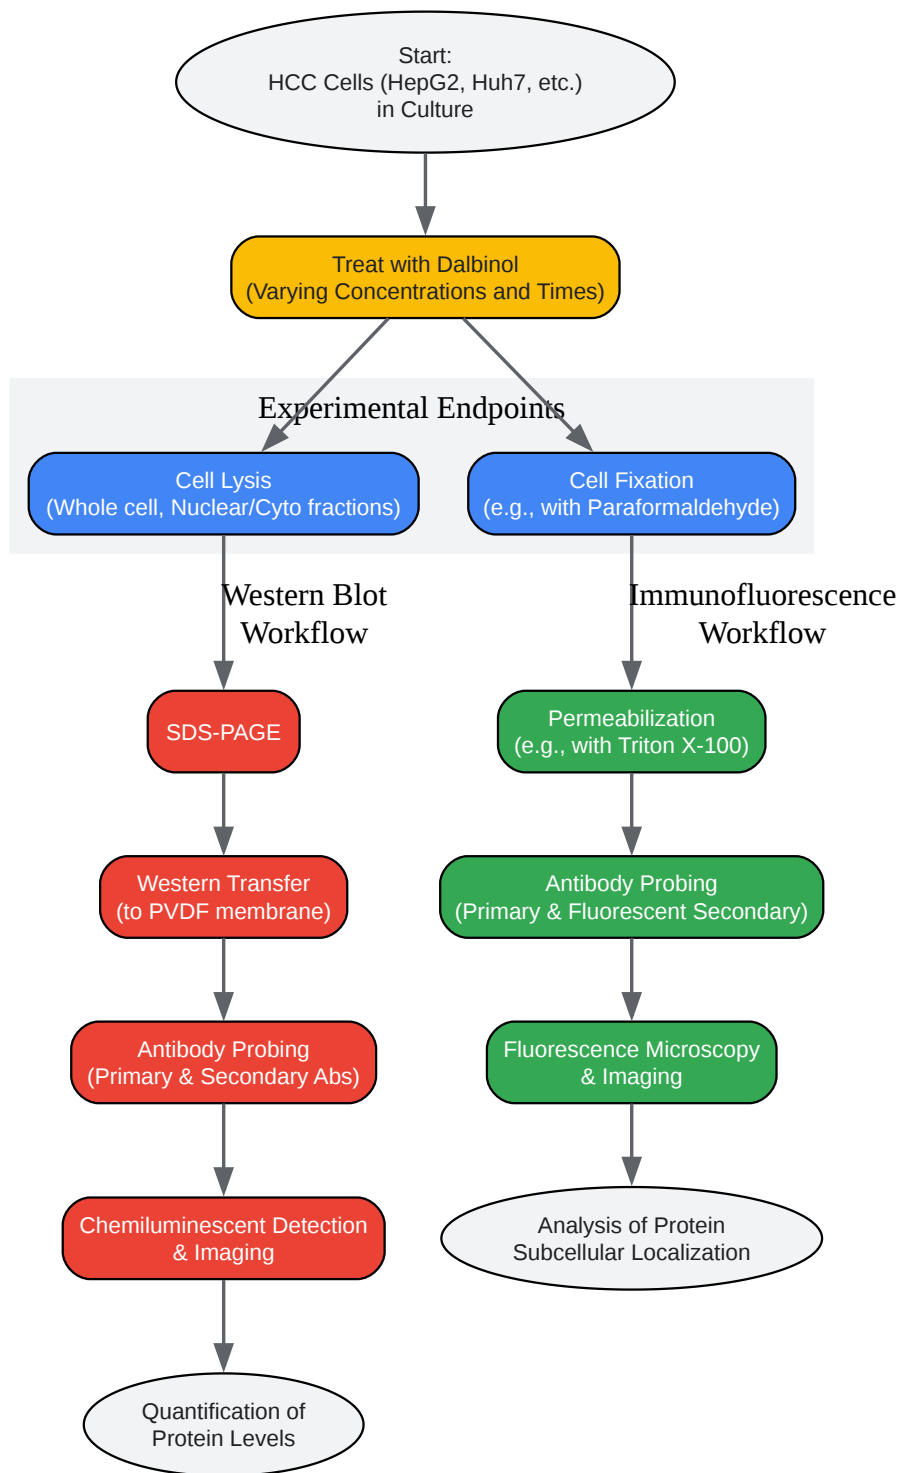 Start:
HCC Cells (HepG2, Huh7, etc.)
in Culture
Treat with Dalbinol
(Varying Concentrations and Times)
Experimental Endpoints
Cell Lysis
(Whole cell, Nuclear/Cyto fractions)
Cell Fixation
(e.g., with Paraformaldehyde)
Western Blot
Workflow
Immunofluorescence
Workflow
SDS-PAGE
Permeabilization
(e.g., with Triton X-100)
Western Transfer
(to PVDF membrane)
Antibody Probing
(Primary & Fluorescent Secondary)
Antibody Probing
(Primary & Secondary Abs)
Fluorescence Microscopy
& Imaging
Chemiluminescent Detection
& Imaging
Analysis of Protein
Subcellular Localization
Quantification of
Protein Levels